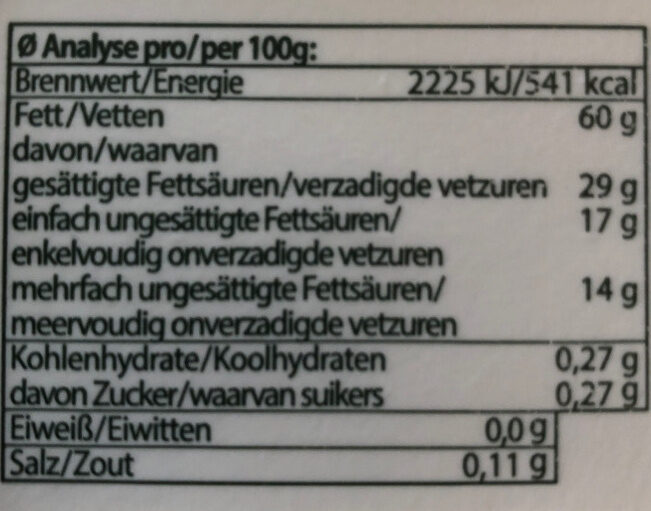 Ø Analyse pro/per 100g:
Brennwert/Energie 2225 kJ/541 kcal
Fett/Vetten 60 g
davon/waarvan
gesättigte Fettsäuren/verzadigde vetzuren 29 g
einfach ungesättigte Fettsäuren/ 17 g
enkelvoudig onverzadigde vetzuren
mehrfach ungesättigte Fettsäuren/ 14 g
meervoudig onverzadigde vetzuren
Kohlenhydrate/Koolhydraten 0,27 g
davon Zucker/waarvan suikers 0,27 g
Eiweiß/Eiwitten 0,0 g
Salz/Zout 0,11 g